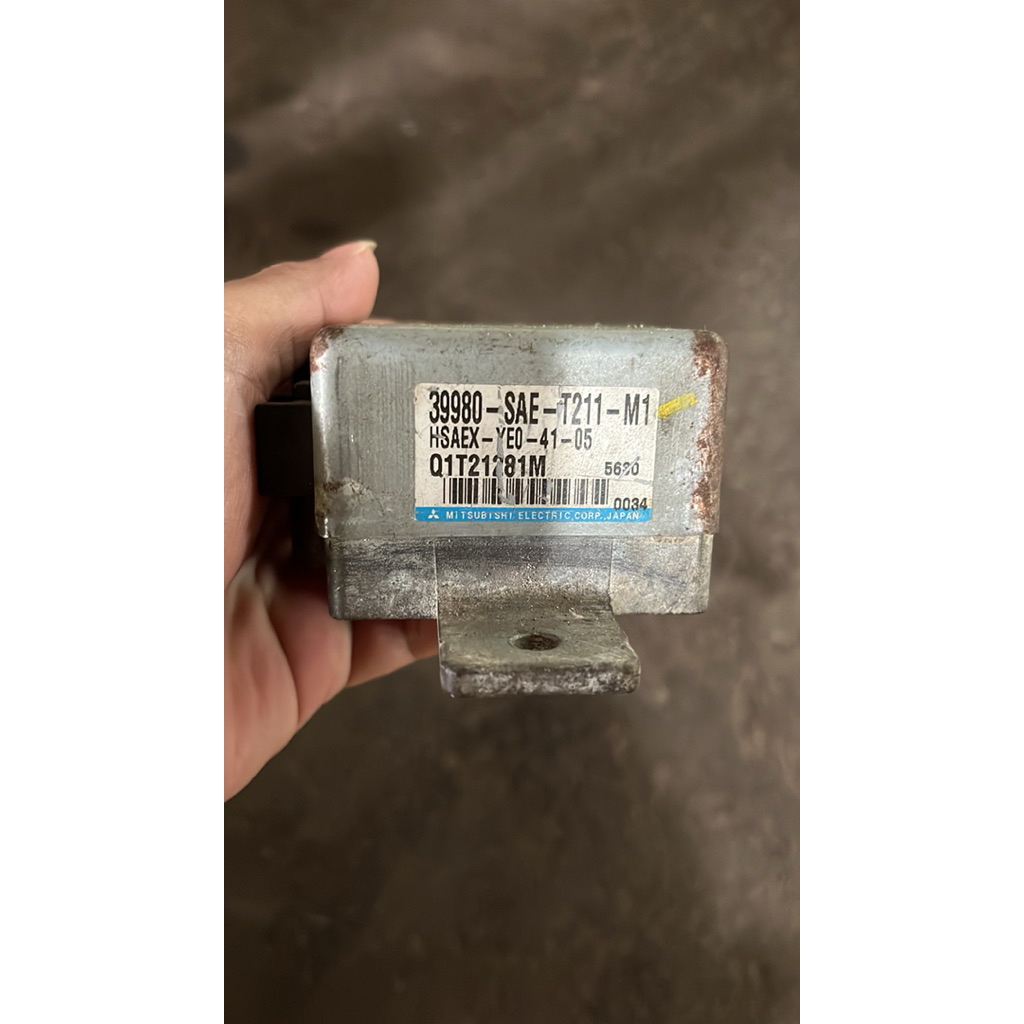 39980-SAE-T211-M1
HSAEX-YE0-41-05
Q1T21281M 5620
0034
MITSUBISHI ELECTRIC CORP. JAPAN